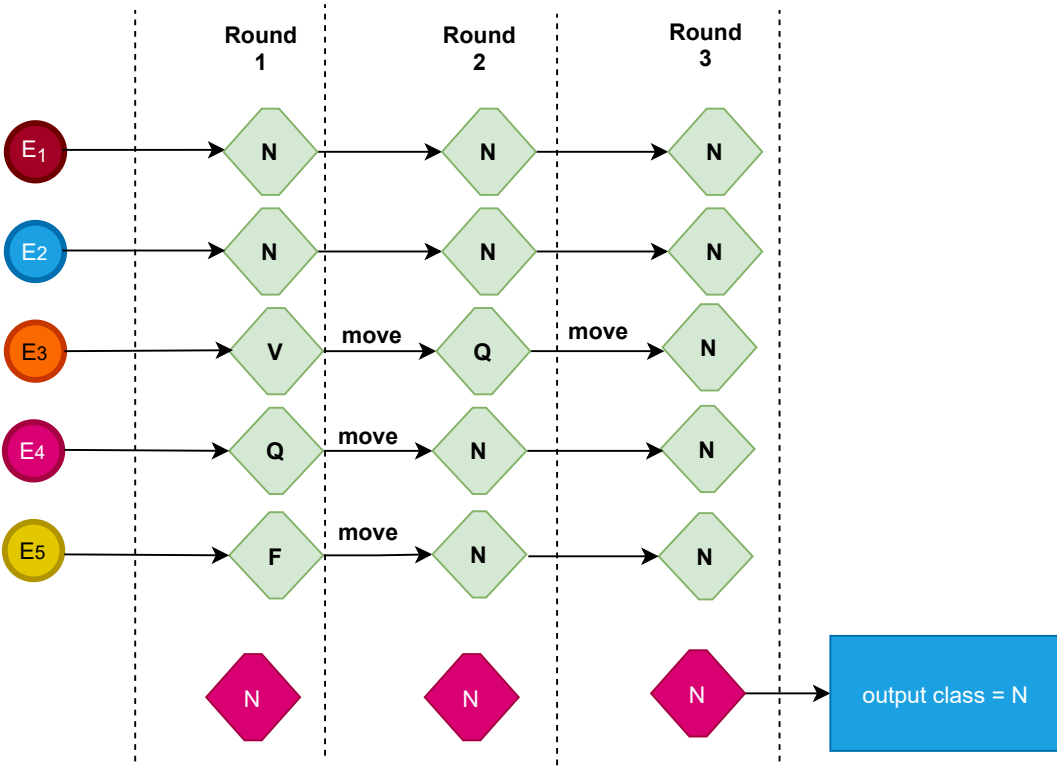 Round
1
Round
2
Round
3
E1 N N N
E2 N N N
E3 V move Q move N
E4 Q move N N
E5 F move N N
N N N output class = N